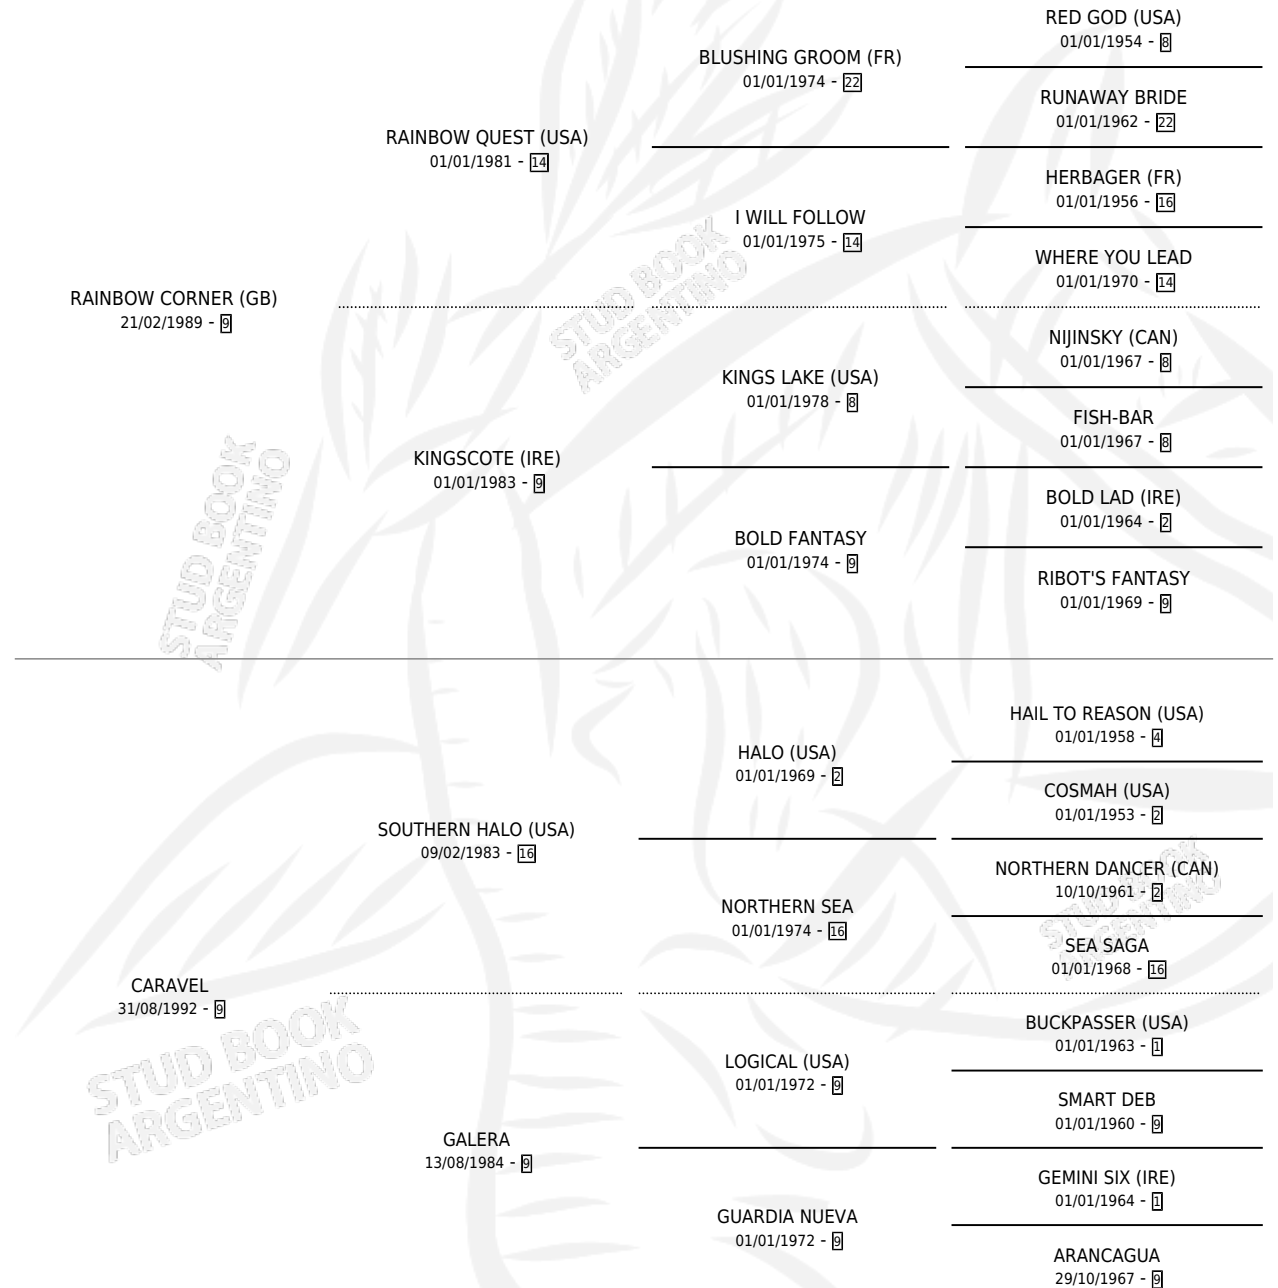 RED GOD (USA)
01/01/1954 - 8
BLUSHING GROOM (FR)
01/01/1974 - 22
RUNAWAY BRIDE
01/01/1962 - 22
RAINBOW QUEST (USA)
01/01/1981 - 14
HERBAGER (FR)
01/01/1956 - 16
I WILL FOLLOW
01/01/1975 - 14
WHERE YOU LEAD
01/01/1970 - 14
RAINBOW CORNER (GB)
21/02/1989 - 9
NIJINSKY (CAN)
01/01/1967 - 8
KINGS LAKE (USA)
01/01/1978 - 8
FISH-BAR
01/01/1967 - 8
KINGSCOTE (IRE)
01/01/1983 - 9
BOLD LAD (IRE)
01/01/1964 - 2
BOLD FANTASY
01/01/1974 - 9
RIBOT'S FANTASY
01/01/1969 - 9
HAIL TO REASON (USA)
01/01/1958 - 4
HALO (USA)
01/01/1969 - 2
COSMAH (USA)
01/01/1953 - 2
SOUTHERN HALO (USA)
09/02/1983 - 16
NORTHERN DANCER (CAN)
10/10/1961 - 2
NORTHERN SEA
01/01/1974 - 16
SEA SAGA
01/01/1968 - 16
CARAVEL
31/08/1992 - 9
BUCKPASSER (USA)
01/01/1963 - 1
LOGICAL (USA)
01/01/1972 - 9
SMART DEB
01/01/1960 - 9
GALERA
13/08/1984 - 9
GEMINI SIX (IRE)
01/01/1964 - 1
GUARDIA NUEVA
01/01/1972 - 9
ARANCAGUA
29/10/1967 - 9
STUD BOOK
ARGENTINO
STUD BOOK
ARGENTINO
STUD BOOK
ARGENTINO
STUD BOOK
ARGENTINO